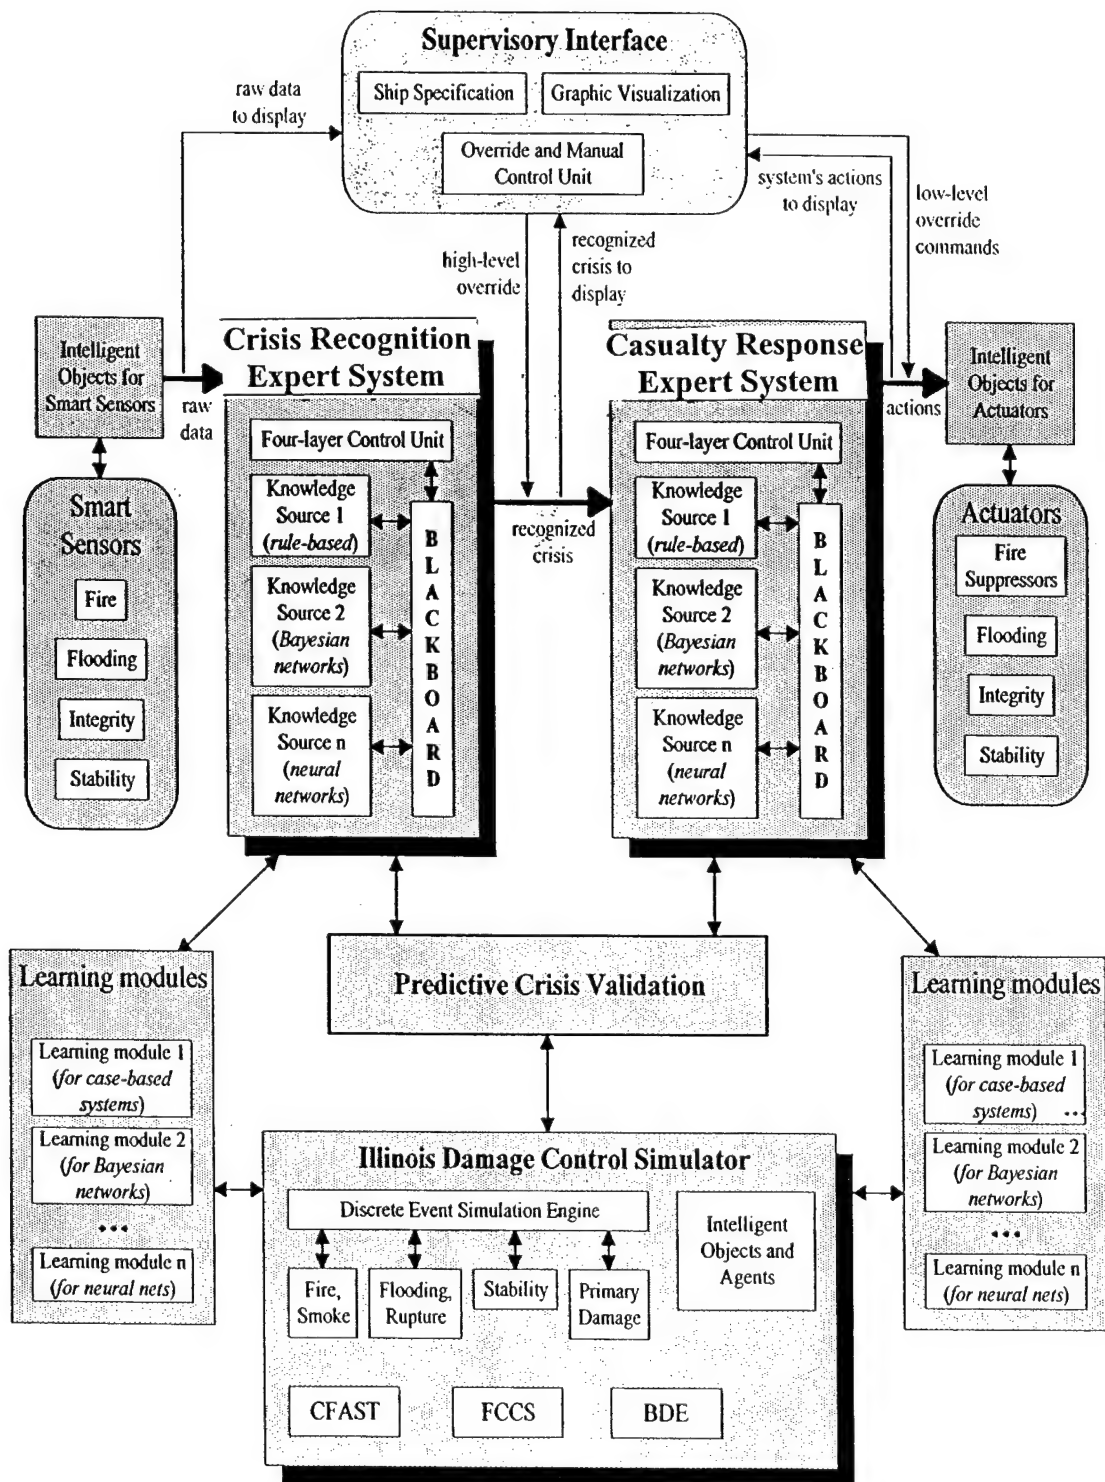 Supervisory Interface
Ship Specification
Graphic Visualization
Override and Manual
Control Unit
raw data
to display
system's actions
to display
low-level
override
commands
high-level
override
recognized
crisis to
display
Intelligent
Objects for
Smart Sensors
raw
data
Crisis Recognition
Expert System
Four-layer Control Unit
Knowledge
Source 1
(rule-based)
Knowledge
Source 2
(Bayesian
networks)
Knowledge
Source n
(neural
networks)
BLACKBOARD
recognized
crisis
Casualty Response
Expert System
Four-layer Control Unit
Knowledge
Source 1
(rule-based)
Knowledge
Source 2
(Bayesian
networks)
Knowledge
Source n
(neural
networks)
BLACKBOARD
actions
Intelligent
Objects for
Actuators
Smart
Sensors
Fire
Flooding
Integrity
Stability
Actuators
Fire
Suppressors
Flooding
Integrity
Stability
Learning modules
Learning module 1
(for case-based
systems)
Learning module 2
(for Bayesian
networks)
•••
Learning module n
(for neural nets)
Predictive Crisis Validation
Learning modules
Learning module 1
(for case-based
systems) •••
Learning module 2
(for Bayesian
networks)
•••
Learning module n
(for neural nets)
Illinois Damage Control Simulator
Discrete Event Simulation Engine
Fire,
Smoke
Flooding,
Rupture
Stability
Primary
Damage
Intelligent
Objects and
Agents
CFAST
FCCS
BDE